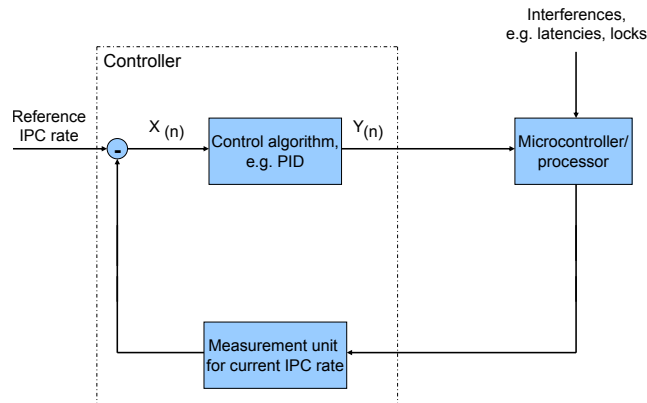 Interferences,
e.g. latencies, locks
Controller
Reference
IPC rate
X (n)
Y(n)
-
Control algorithm,
e.g. PID
Microcontroller/
processor
Measurement unit
for current IPC rate